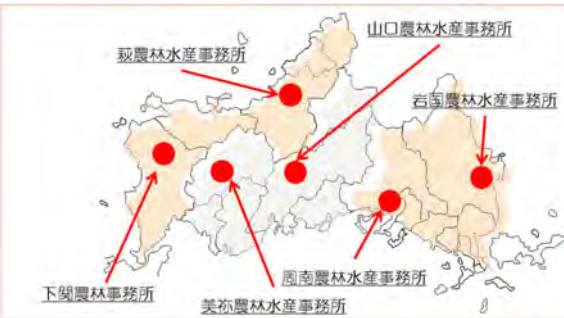 山口農林水産事務所
萩農林水産事務所
岩国農林水産事務所
周南農林水産事務所
下関農林事務所
美祢農林水産事務所